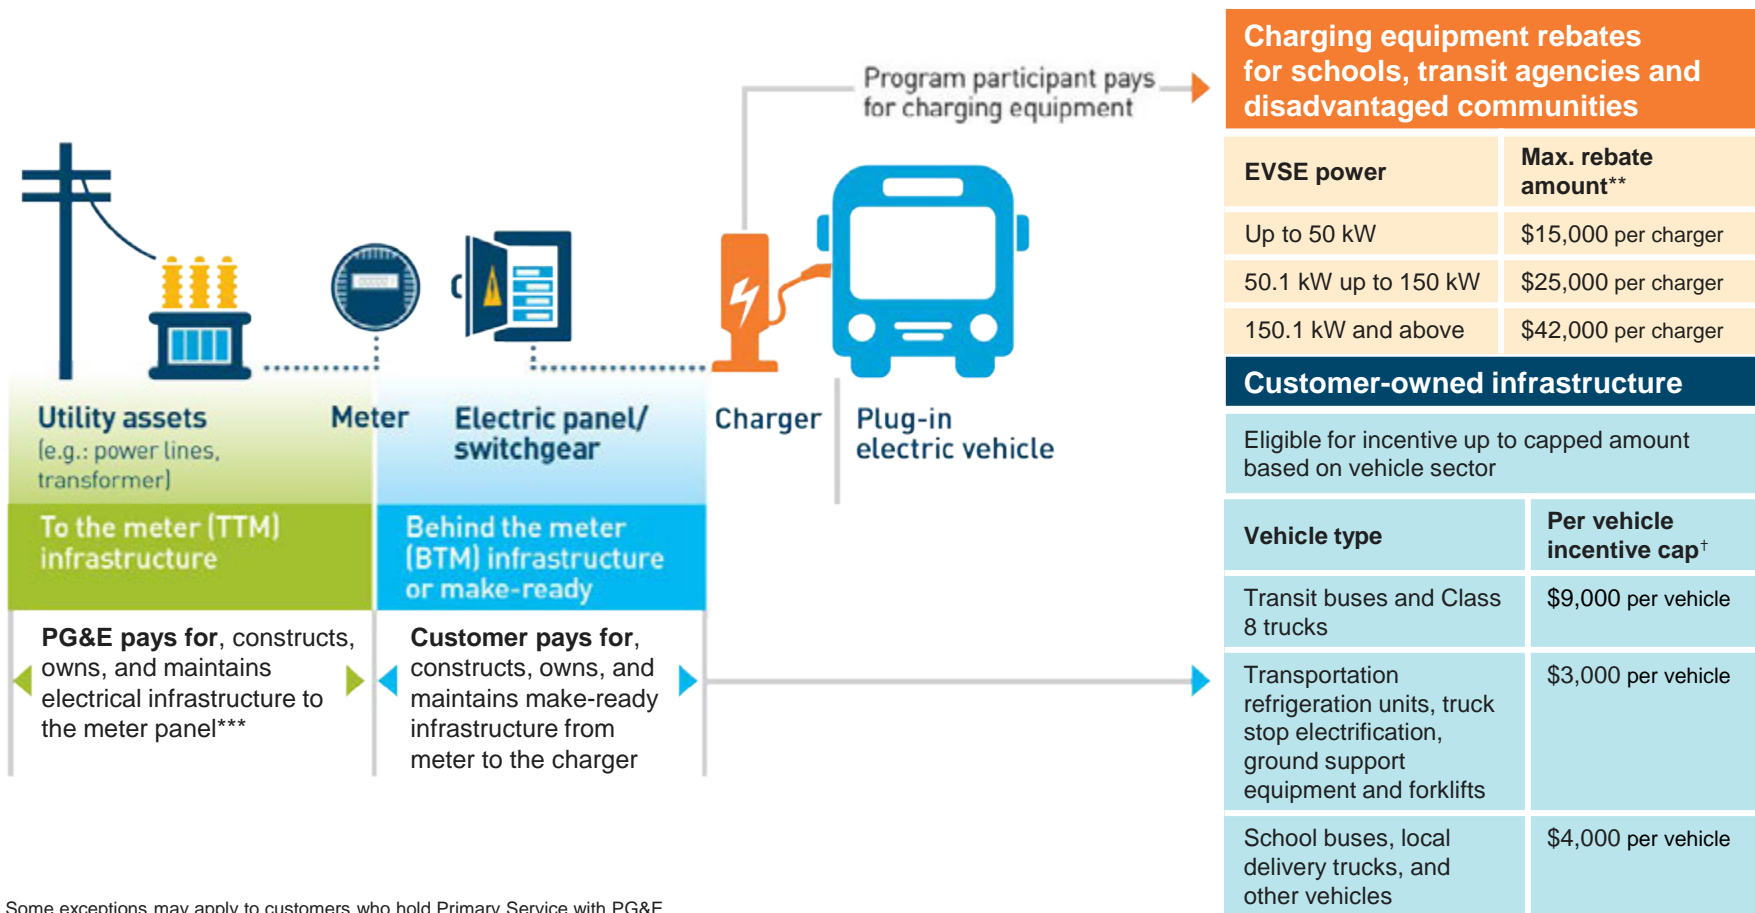 Program participant pays
for charging equipment
Utility assets
(e.g.: power lines,
transformer)
Meter
Electric panel/
switchgear
Charger
Plug-in
electric vehicle
To the meter (TTM)
infrastructure
Behind the meter
(BTM) infrastructure
or make-ready
PG&E pays for, constructs,
owns, and maintains
electrical infrastructure to
the meter panel***
Customer pays for,
constructs, owns, and
maintains make-ready
infrastructure from
meter to the charger
Charging equipment rebates
for schools, transit agencies and
disadvantaged communities
EVSE power
Max. rebate
amount**
Up to 50 kW
$15,000 per charger
50.1 kW up to 150 kW
$25,000 per charger
150.1 kW and above
$42,000 per charger
Customer-owned infrastructure
Eligible for incentive up to capped amount
based on vehicle sector
Vehicle type
Per vehicle
incentive cap†
Transit buses and Class
8 trucks
$9,000 per vehicle
Transportation
refrigeration units, truck
stop electrification,
ground support
equipment and forklifts
$3,000 per vehicle
School buses, local
delivery trucks, and
other vehicles
$4,000 per vehicle
Some exceptions may apply to customers who hold Primary Service with PG&E